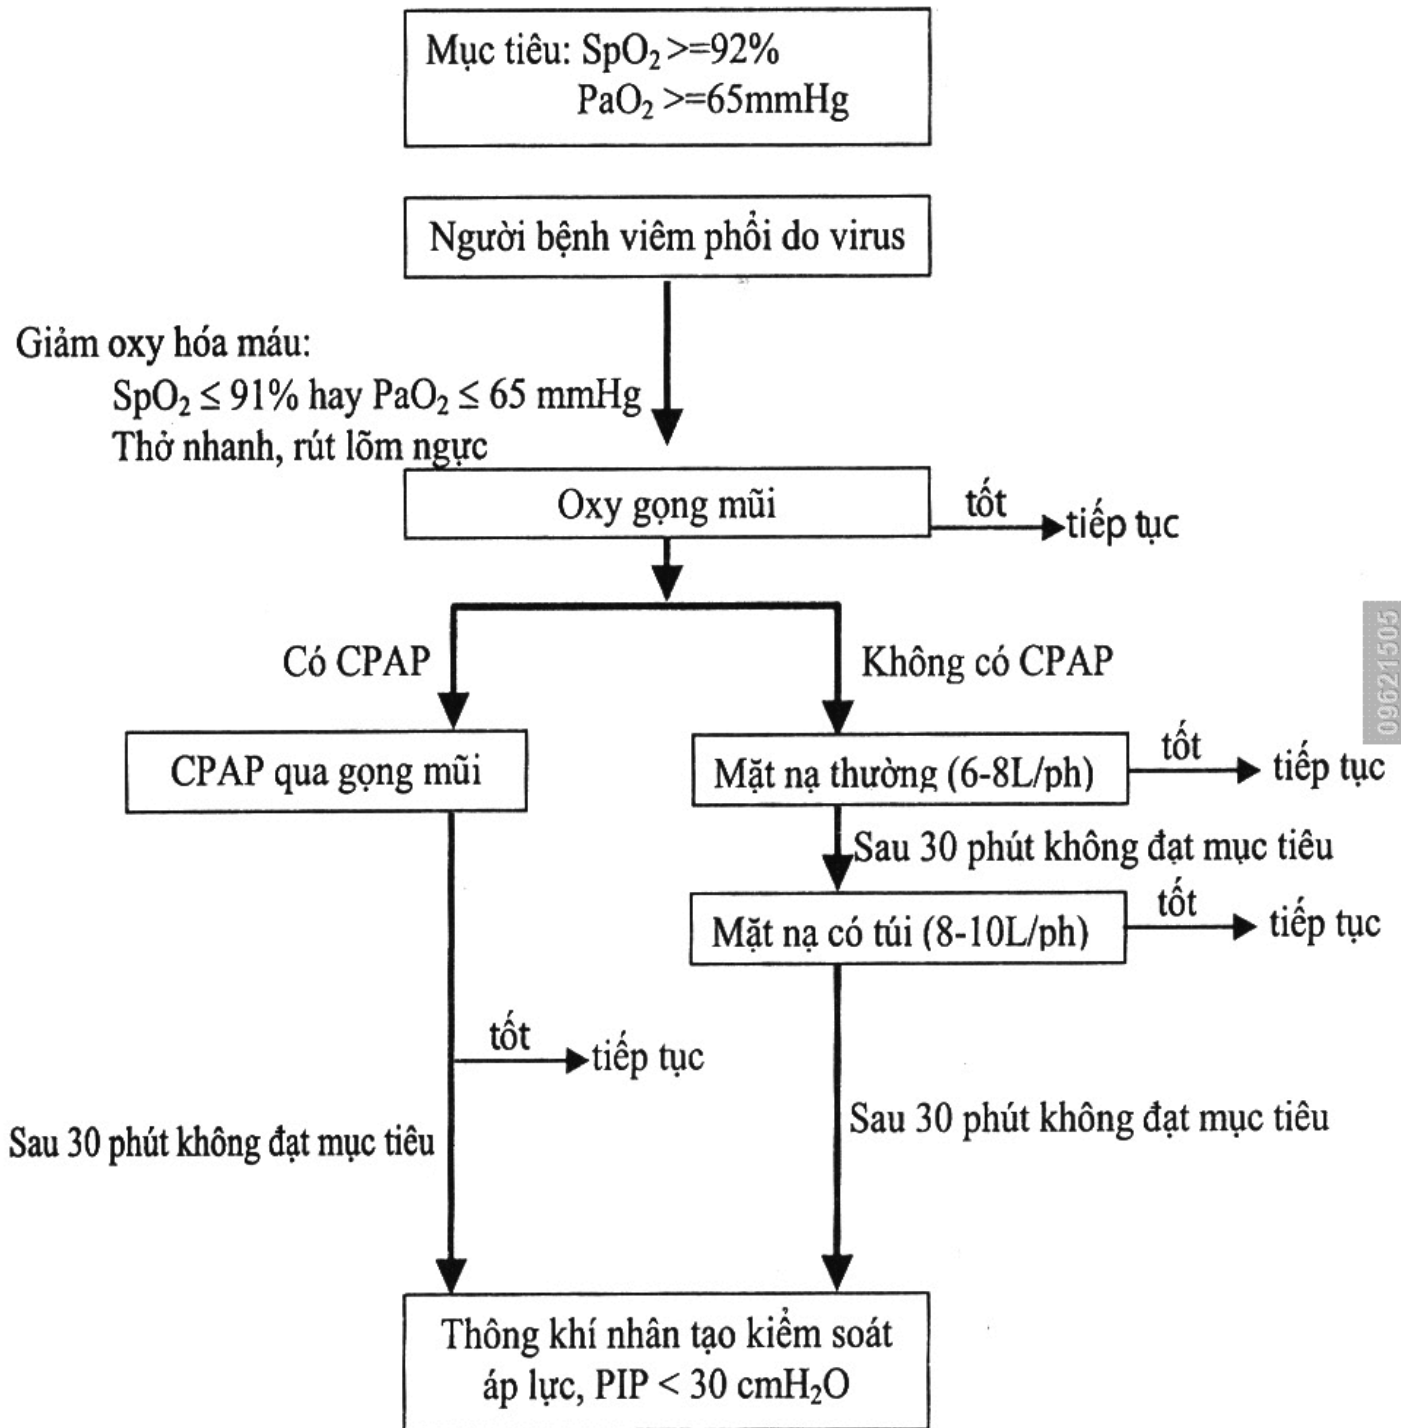 Mục tiêu: SpO₂ >=92%
PaO₂ >=65mmHg
Người bệnh viêm phổi do virus
Giảm oxy hóa máu:
SpO₂ ≤ 91% hay PaO₂ ≤ 65 mmHg
Thở nhanh, rút lõm ngực
Oxy gọng mũi
tốt
tiếp tục
Có CPAP
Không có CPAP
CPAP qua gọng mũi
Mặt nạ thường (6-8L/ph)
tốt
tiếp tục
Sau 30 phút không đạt mục tiêu
Mặt nạ có túi (8-10L/ph)
tốt
tiếp tục
tốt
tiếp tục
Sau 30 phút không đạt mục tiêu
Sau 30 phút không đạt mục tiêu
Thông khí nhân tạo kiểm soát
áp lực, PIP < 30 cmH₂O
09621505